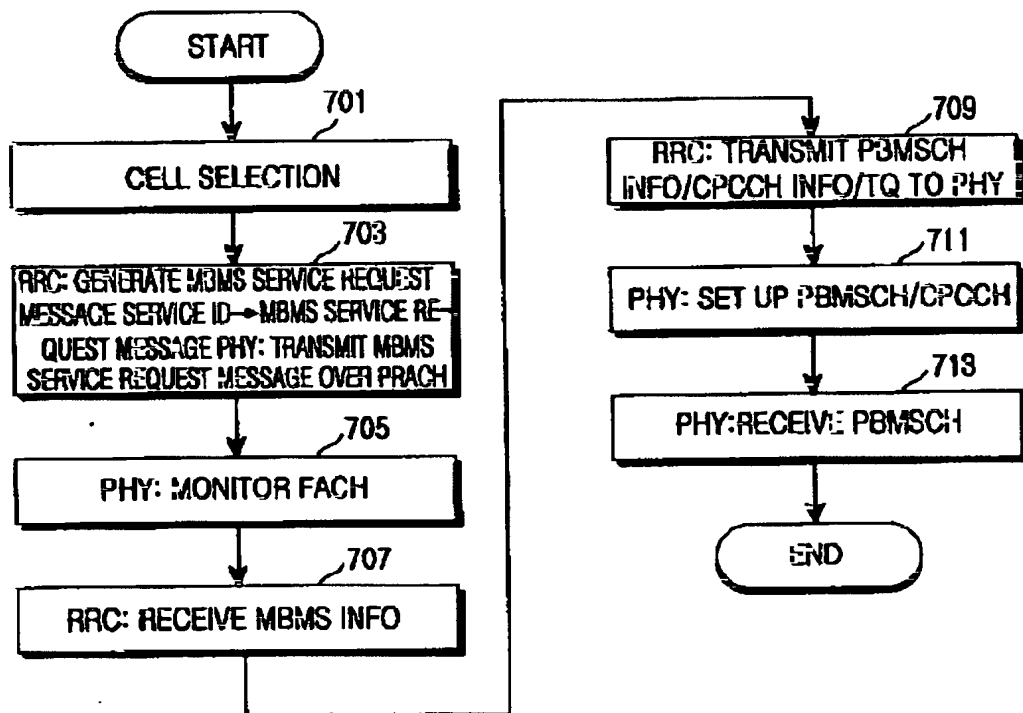 START
701
CELL SELECTION
703
RRC: GENERATE MBMS SERVICE REQUEST
MESSAGE SERVICE ID→MBMS SERVICE RE-
QUEST MESSAGE PHY: TRANSMIT MBMS
SERVICE REQUEST MESSAGE OVER PRACH
705
PHY: MONITOR FACH
707
RRC: RECEIVE MBMS INFO
709
RRC: TRANSMIT PBMSCH
INFO/CPCCH INFO/TQ TO PHY
711
PHY: SET UP PBMSCH/CPCCH
713
PHY:RECEIVE PBMSCH
END